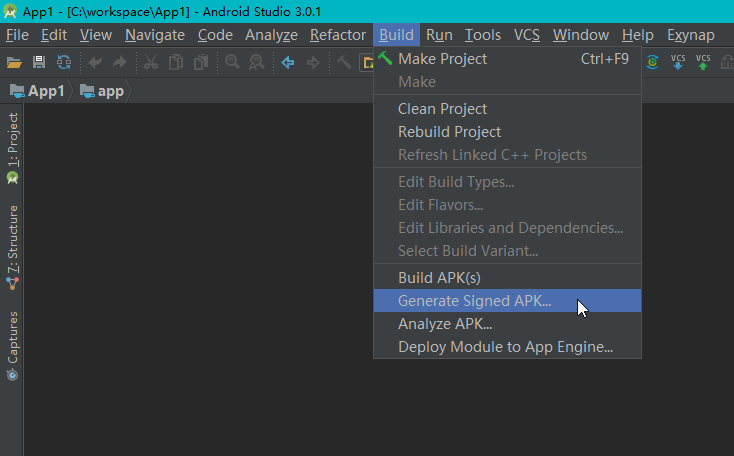 App1 - [C:\workspace\App1] - Android Studio 3.0.1
File Edit View Navigate Code Analyze Refactor Build Run Tools VCS Window Help Exynap
VCS VCS
App1 app
Make Project Ctrl+F9
Make
Clean Project
Rebuild Project
Refresh Linked C++ Projects
Edit Build Types...
Edit Flavors...
Edit Libraries and Dependencies...
Select Build Variant...
Build APK(s)
Generate Signed APK...
Analyze APK...
Deploy Module to App Engine...
1: Project
7: Structure
Captures